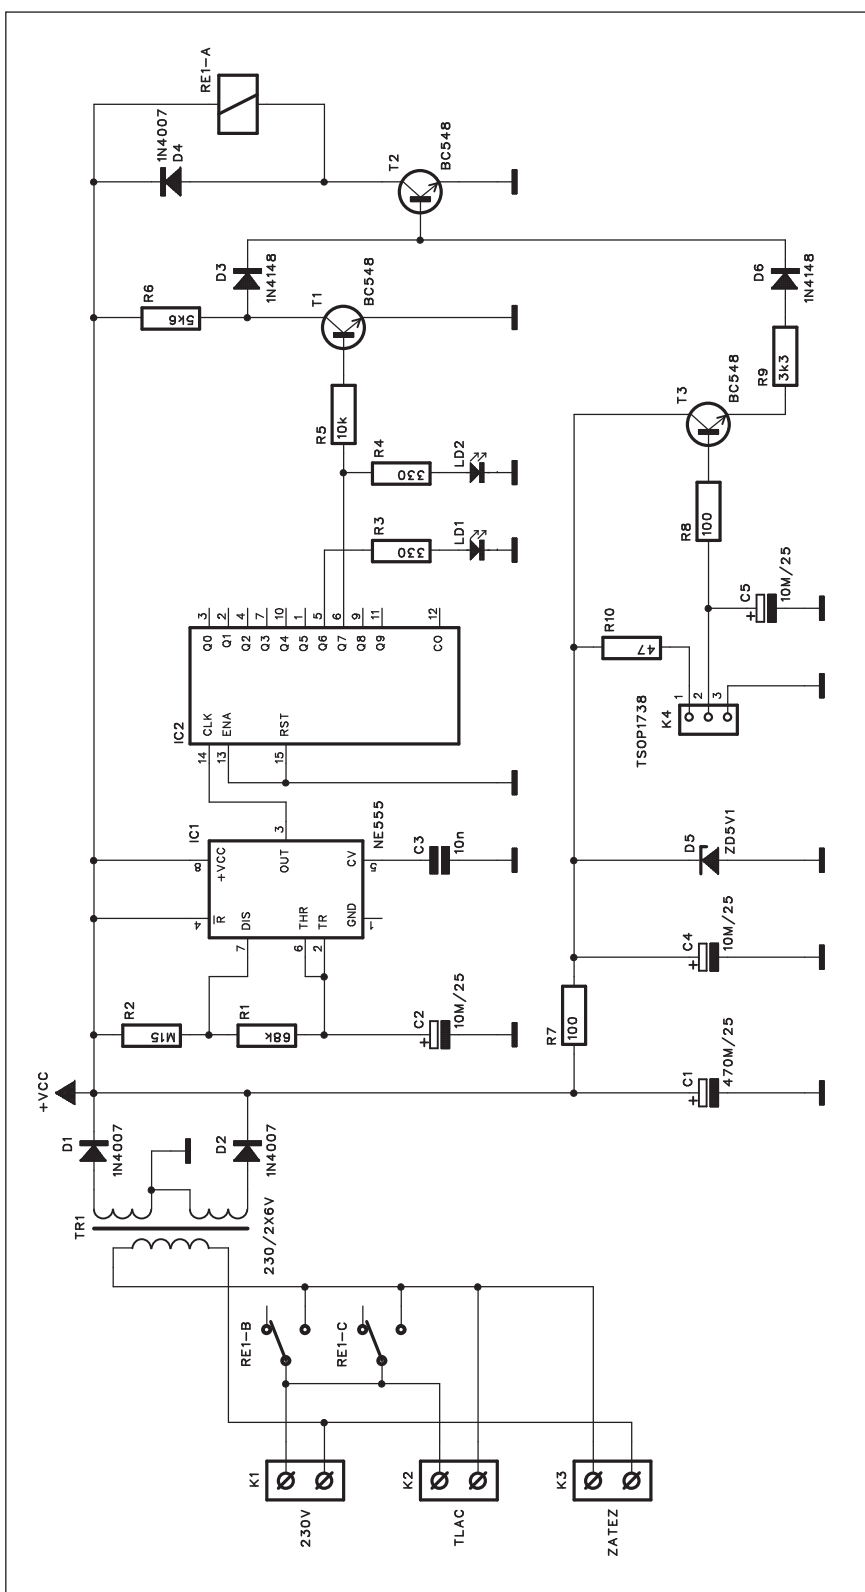 RE1-A
1N4007
D4
T2
BC548
R6
5k6
D3
1N4148
T1
BC548
D6
1N4148
R5
10k
R4
330
LD2
R3
330
LD1
T3
BC548
R9
3k3
R8
100
C5
10M/25
R10
47
TSOP1738
K4
1
2
3
IC2
CLK
14
ENA
13
RST
15
Q0
3
Q1
2
Q2
4
Q3
7
Q4
10
Q5
1
Q6
5
Q7
6
Q8
9
Q9
11
CO
12
IC1
NE555
+VCC
8
R
4
DIS
7
THR
6
TR
2
OUT
3
CV
5
GND
1
C3
10n
R2
M15
R1
68k
C2
10M/25
D5
ZD5V1
C4
10M/25
R7
100
C1
470M/25
+VCC
D1
1N4007
D2
1N4007
TR1
230/2X6V
RE1-B
RE1-C
K1
230V
K2
TLAC
K3
ZATEZ